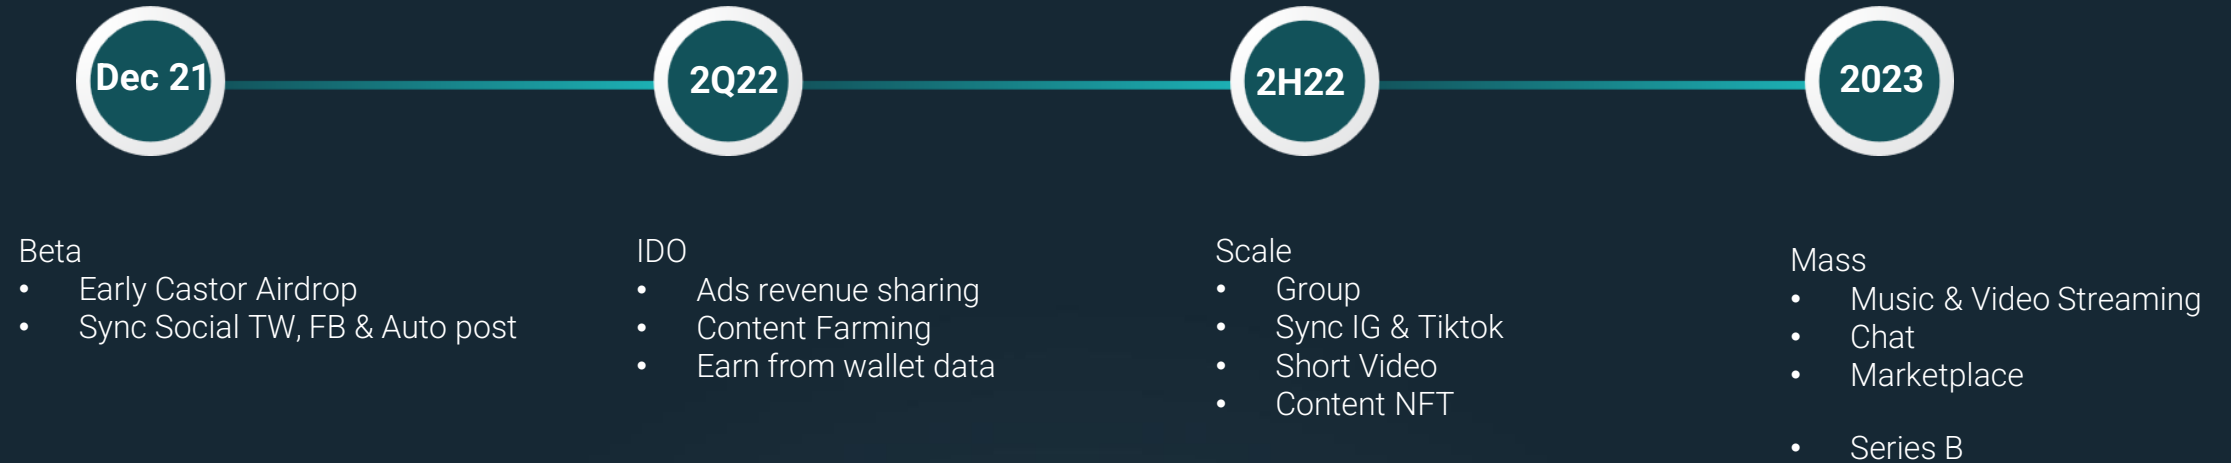 Dec 21
2Q22
2H22
2023
Beta
• Early Castor Airdrop
• Sync Social TW, FB & Auto post
IDO
• Ads revenue sharing
• Content Farming
• Earn from wallet data
Scale
• Group
• Sync IG & Tiktok
• Short Video
• Content NFT
Mass
• Music & Video Streaming
• Chat
• Marketplace
• Series B